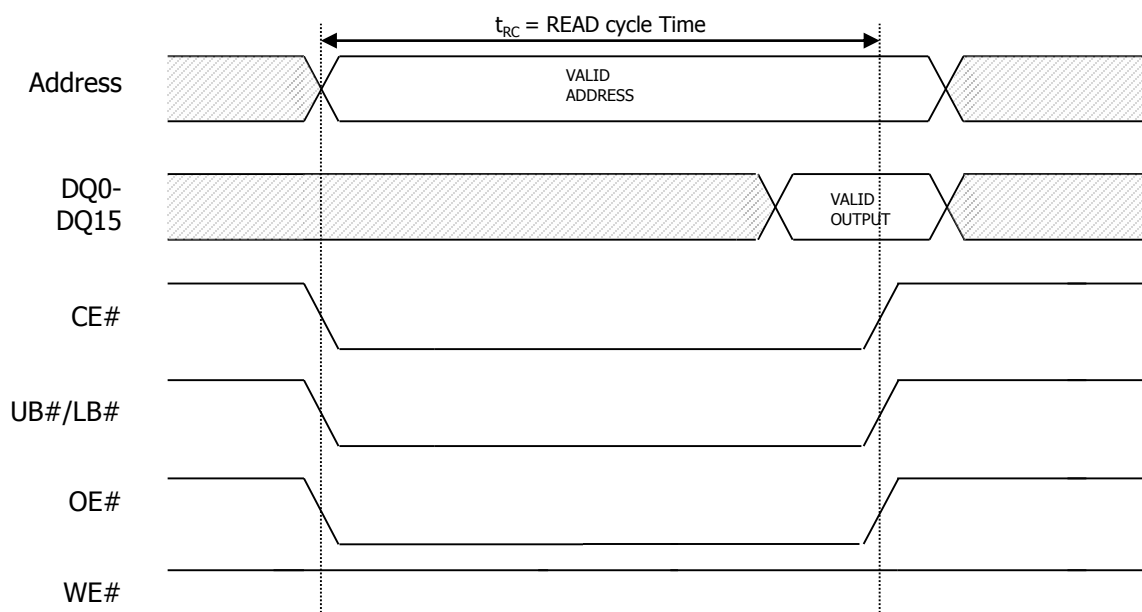 tRC = READ cycle Time
Address
VALID
ADDRESS
DQ0-
DQ15
VALID
OUTPUT
CE#
UB#/LB#
OE#
WE#